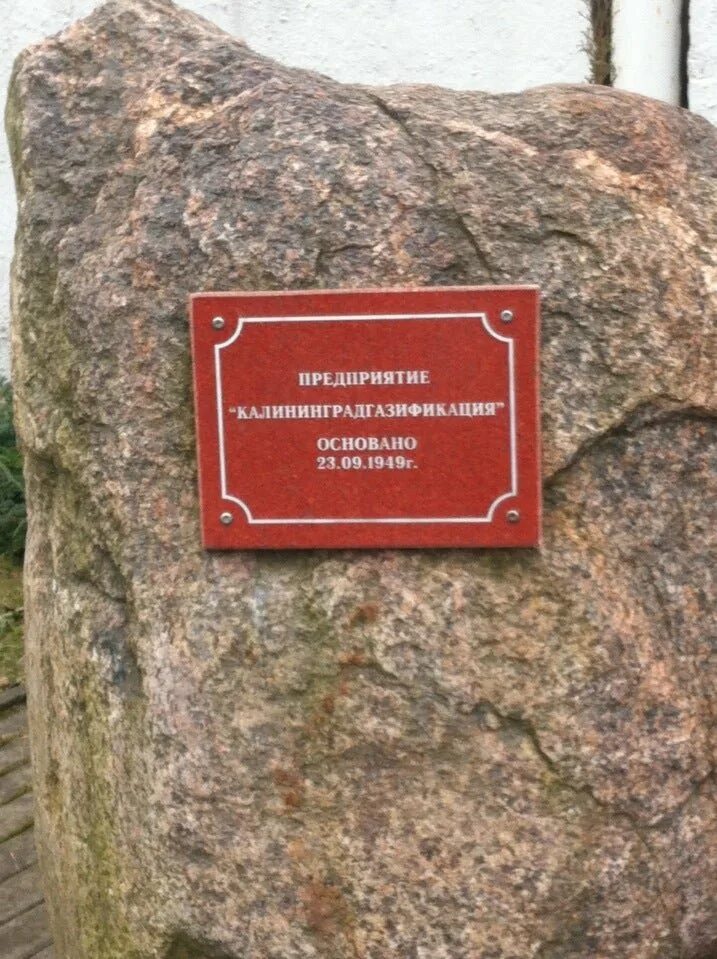 ПРЕДПРИЯТИЕ
"КАЛИНИНГРАДГАЗИФИКАЦИЯ"
ОСНОВАНО
23.09.1949г.